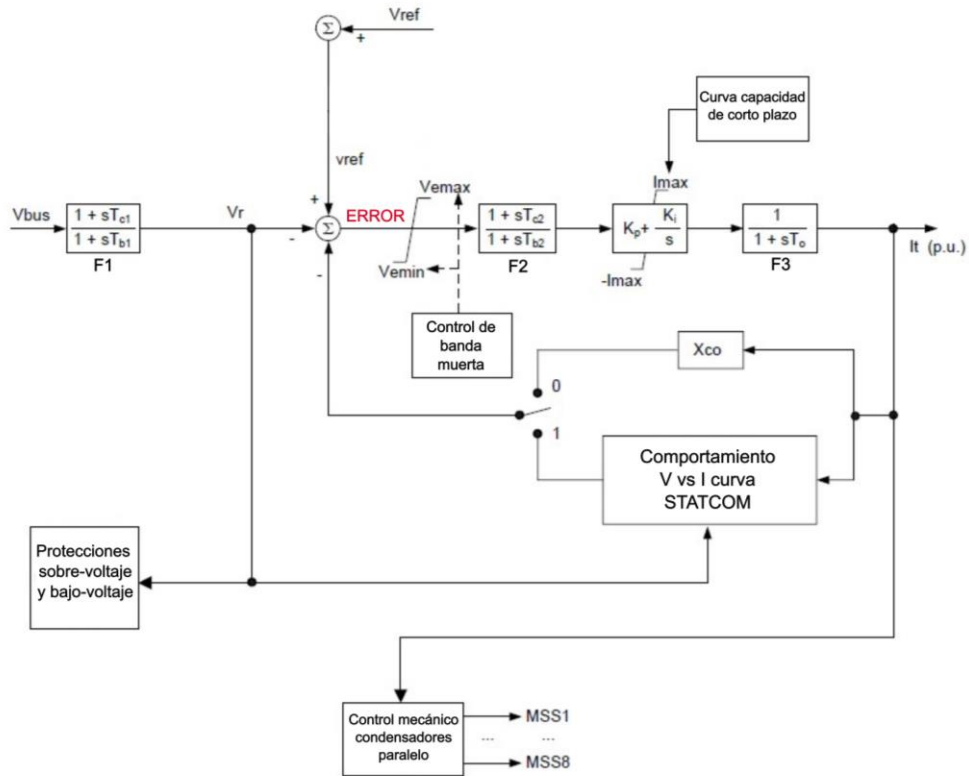 Vref
+
Σ
Curva capacidad
de corto plazo
vref
Vemax
Imax
Vbus
1 + sTc1
1 + sTb1
F1
Vr
+
-
Σ
-
ERROR
Vemin
1 + sTc2
1 + sTb2
F2
Kp+ Ki
s
-Imax
1
1 + sTo
F3
It (p.u.)
Control de
banda
muerta
Xco
0
1
Comportamiento
V vs I curva
STATCOM
Protecciones
sobre-voltaje
y bajo-voltaje
Control mecánico
condensadores
paralelo
MSS1
... ...
MSS8